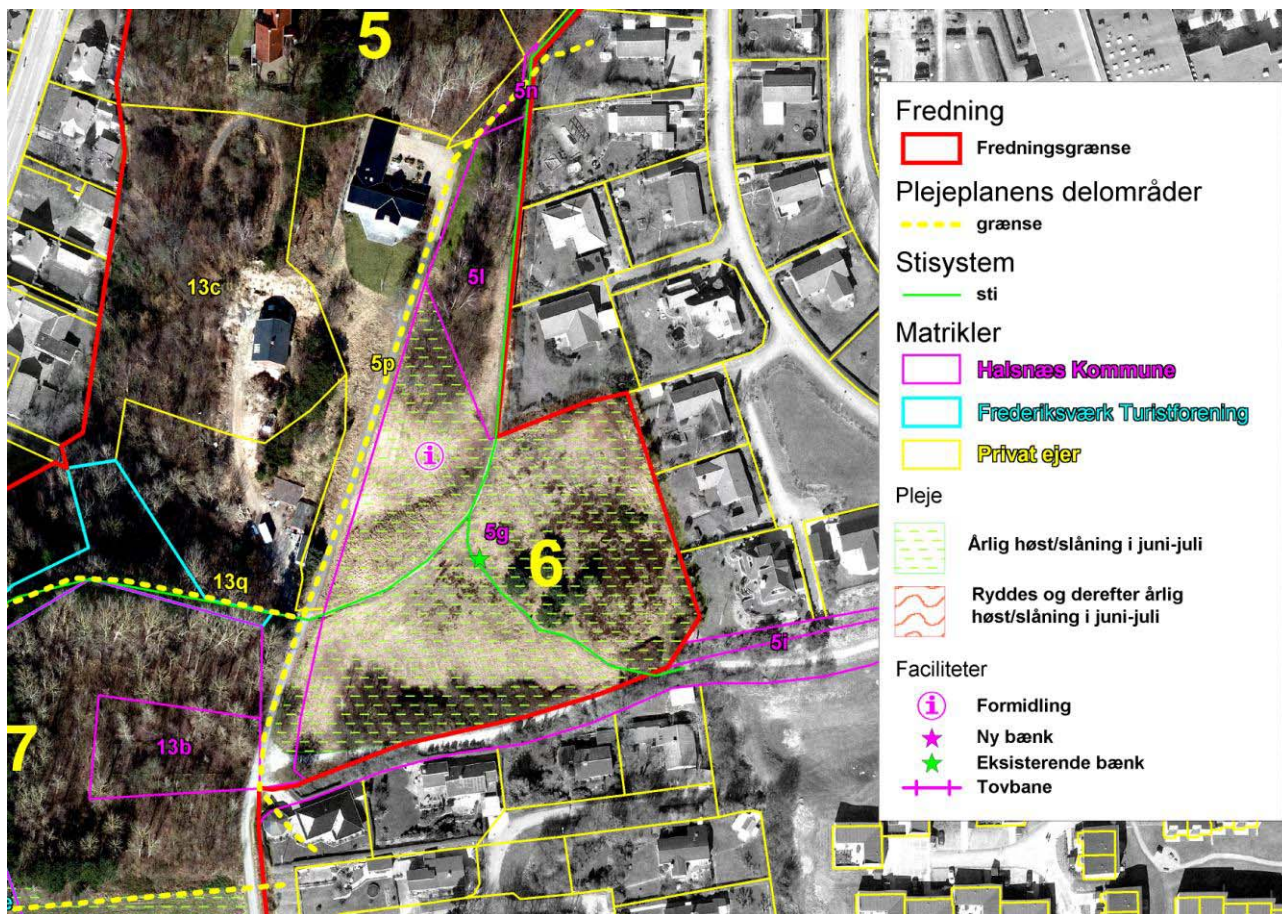 5
5n
5l
13c
5p
5g
6
13q
5i
13b
7
e
Fredning
Fredningsgrænse
Plejeplanens delområder
grænse
Stisystem
sti
Matrikler
Halsnæs Kommune
Frederiksværk Turistforening
Privat ejer
Pleje
Årlig høst/slåning i juni-juli
Ryddes og derefter årlig
høst/slåning i juni-juli
Faciliteter
i Formidling
Ny bænk
Eksisterende bænk
Tovbane